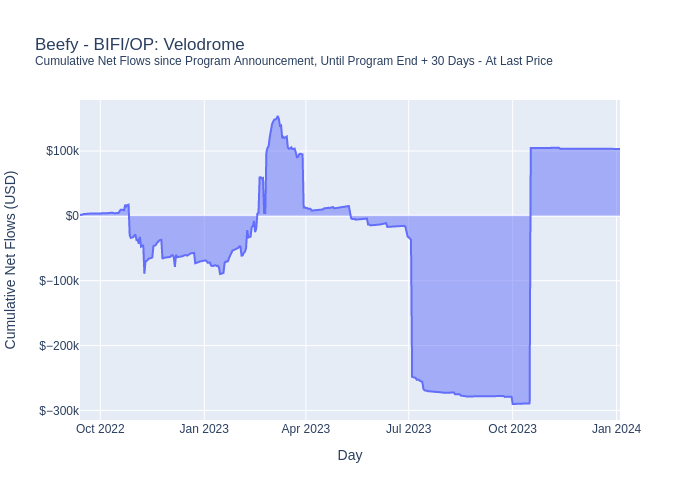 Beefy - BIFI/OP: Velodrome
Cumulative Net Flows since Program Announcement, Until Program End + 30 Days - At Last Price
Cumulative Net Flows (USD)
$100k
$0
$−100k
$−200k
$−300k
Oct 2022
Jan 2023
Apr 2023
Jul 2023
Oct 2023
Jan 2024
Day